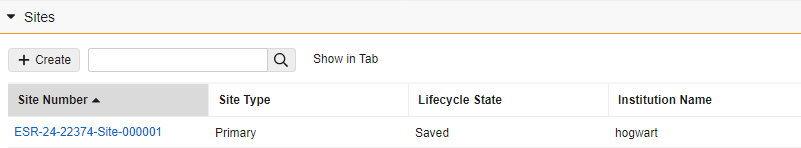 Sites
+ Create
Show in Tab
Site Number Site Type Lifecycle State Institution Name
ESR-24-22374-Site-000001 Primary Saved hogwart